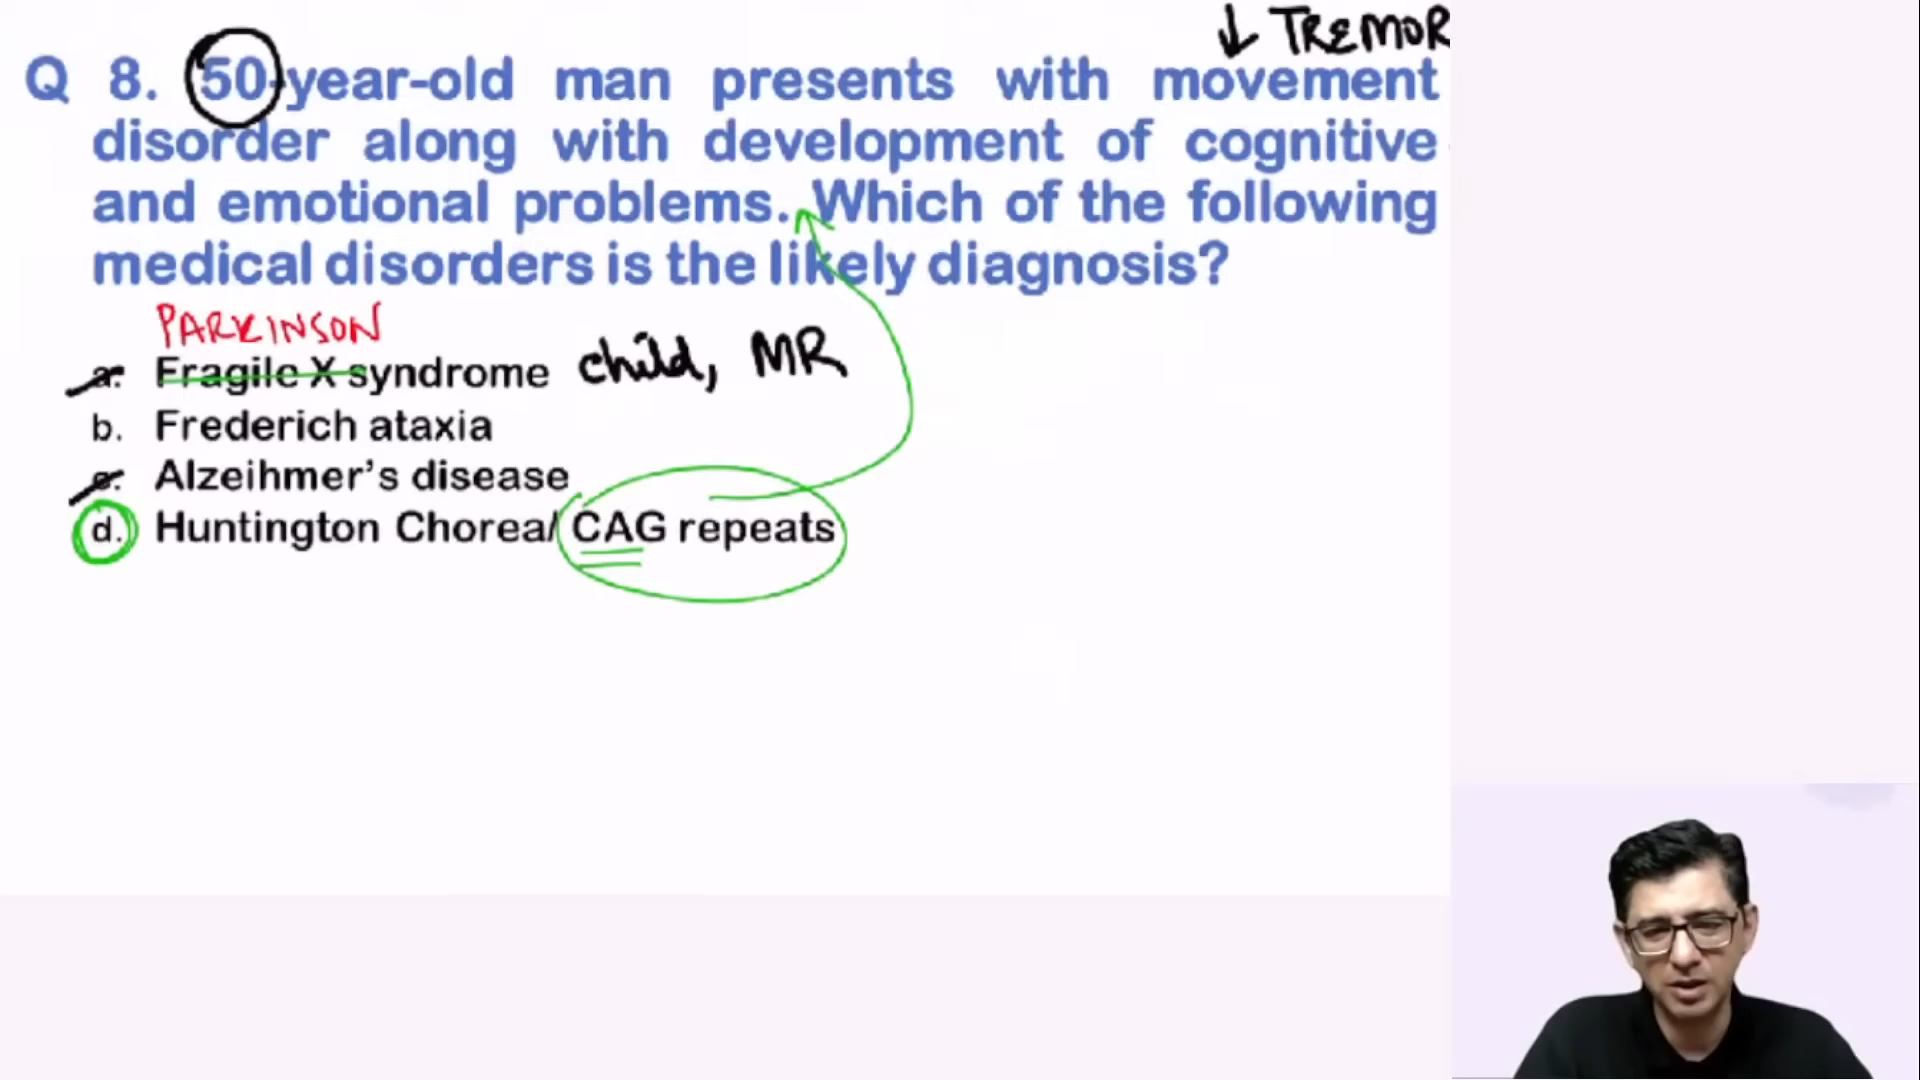 ↓ TREMOR
Q 8. 50-year-old man presents with movement
disorder along with development of cognitive
and emotional problems. Which of the following
medical disorders is the likely diagnosis?
PARKINSON
a. Fragile X syndrome child, MR
b. Frederich ataxia
c. Alzeihmer's disease
d. Huntington Chorea/ CAG repeats